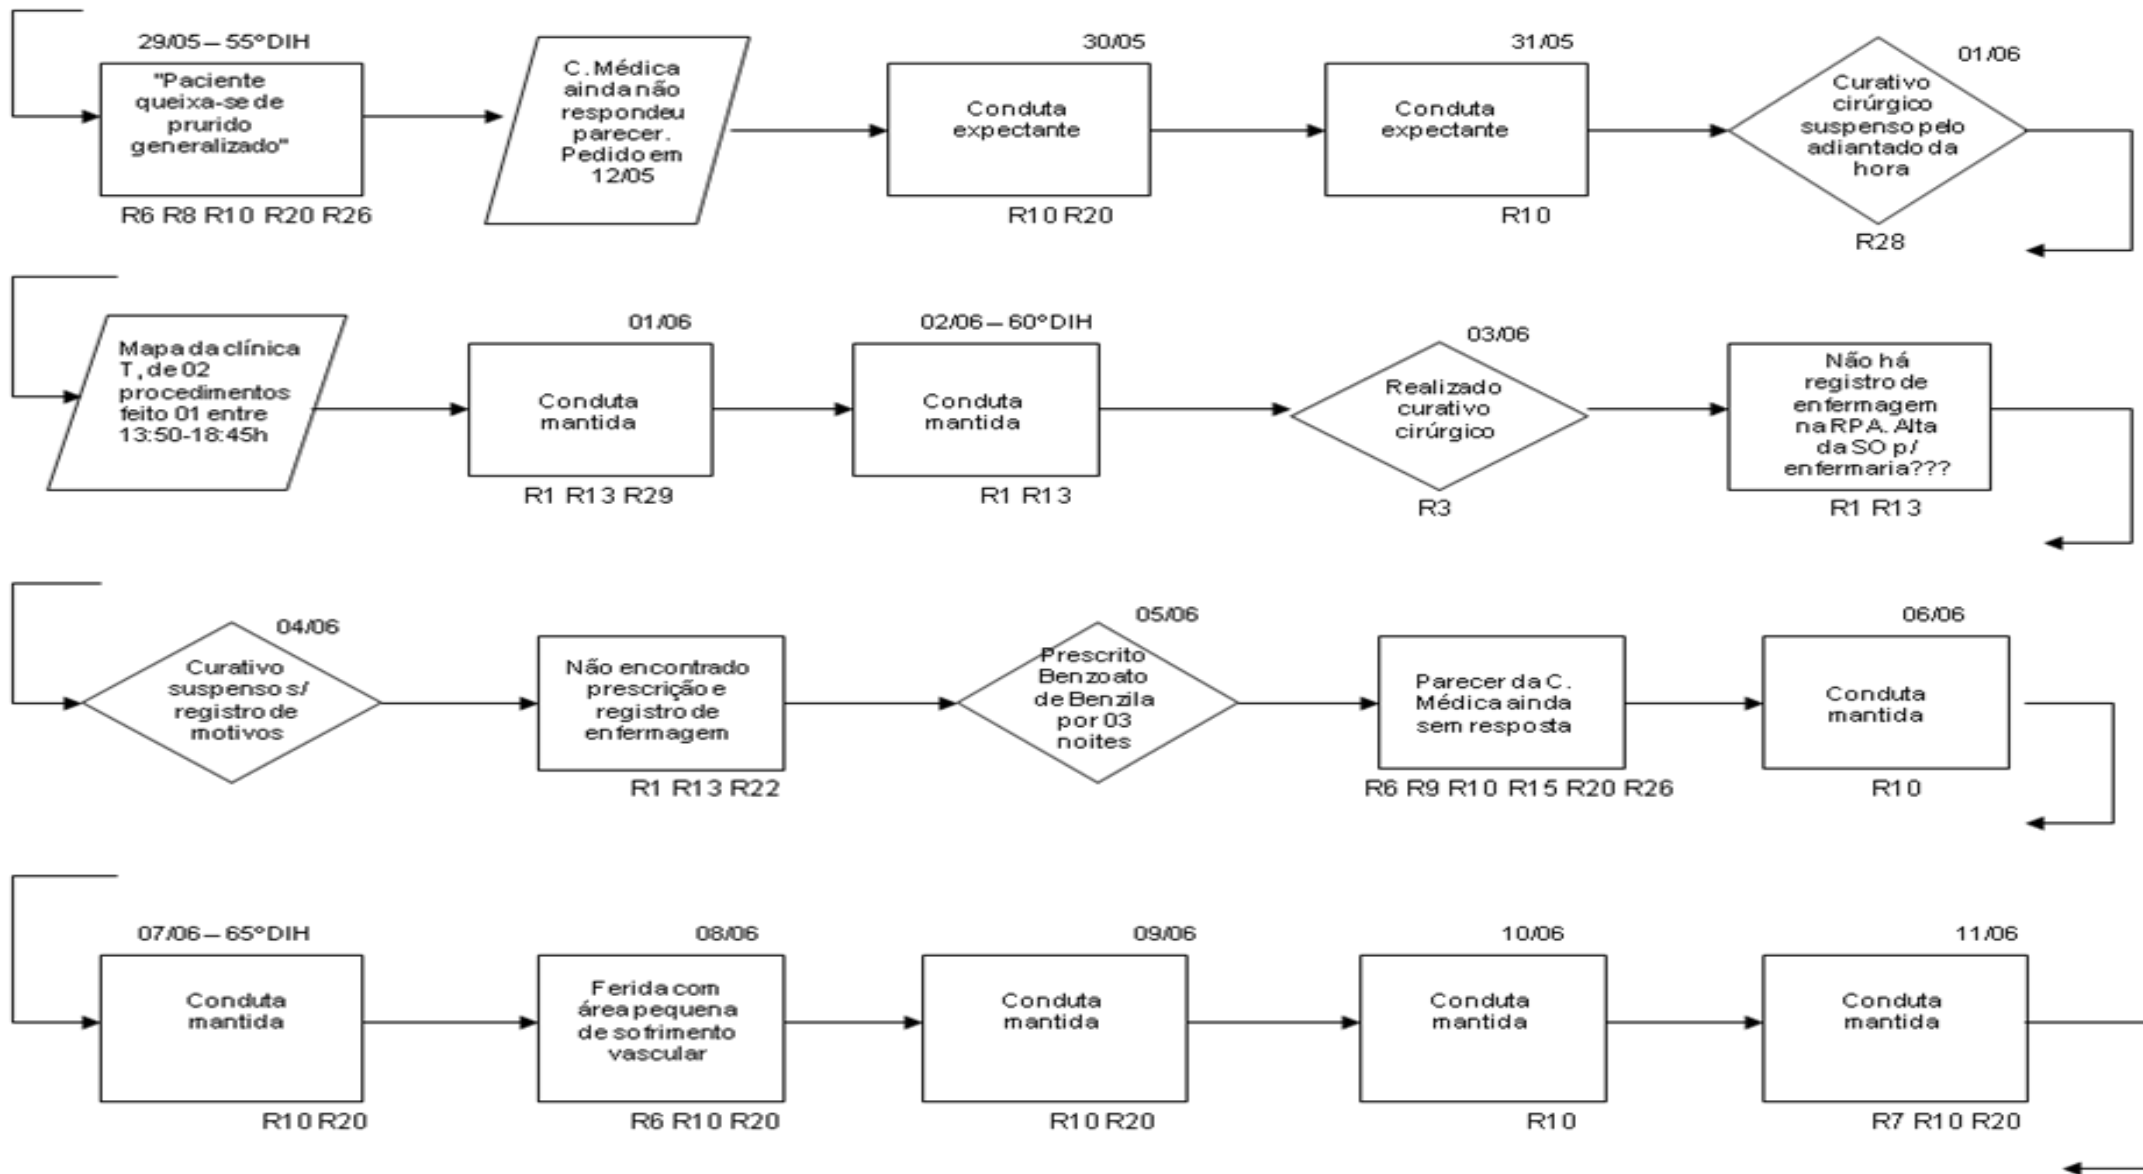 29/05 – 55º DIH
"Paciente
queixa-se de
prurido
generalizado"
R6 R8 R10 R20 R26
C. Médica
ainda não
respondeu
parecer.
Pedido em
12/05
30/05
Conduta
expectante
R10 R20
31/05
Conduta
expectante
R10
01/06
Curativo
cirúrgico
suspenso pelo
adiantado da
hora
R28
Mapa da clínica
T, de 02
procedimentos
feito 01 entre
13:50-18:45h
01/06
Conduta
mantida
R1 R13 R29
02/06 – 60º DIH
Conduta
mantida
R1 R13
03/06
Realizado
curativo
cirúrgico
R3
Não há
registro de
enfermagem
na RPA. Alta
da SO p/
enfermaria???
R1 R13
04/06
Curativo
suspenso s/
registro de
motivos
Não encontrado
prescrição e
registro de
enfermagem
R1 R13 R22
05/06
Prescrito
Benzoato
de Benzila
por 03
noites
Parecer da C.
Médica ainda
sem resposta
R6 R9 R10 R15 R20 R26
06/06
Conduta
mantida
R10
07/06 – 65º DIH
Conduta
mantida
R10 R20
08/06
Ferida com
área pequena
de sofrimento
vascular
R6 R10 R20
09/06
Conduta
mantida
R10 R20
10/06
Conduta
mantida
R10
11/06
Conduta
mantida
R7 R10 R20